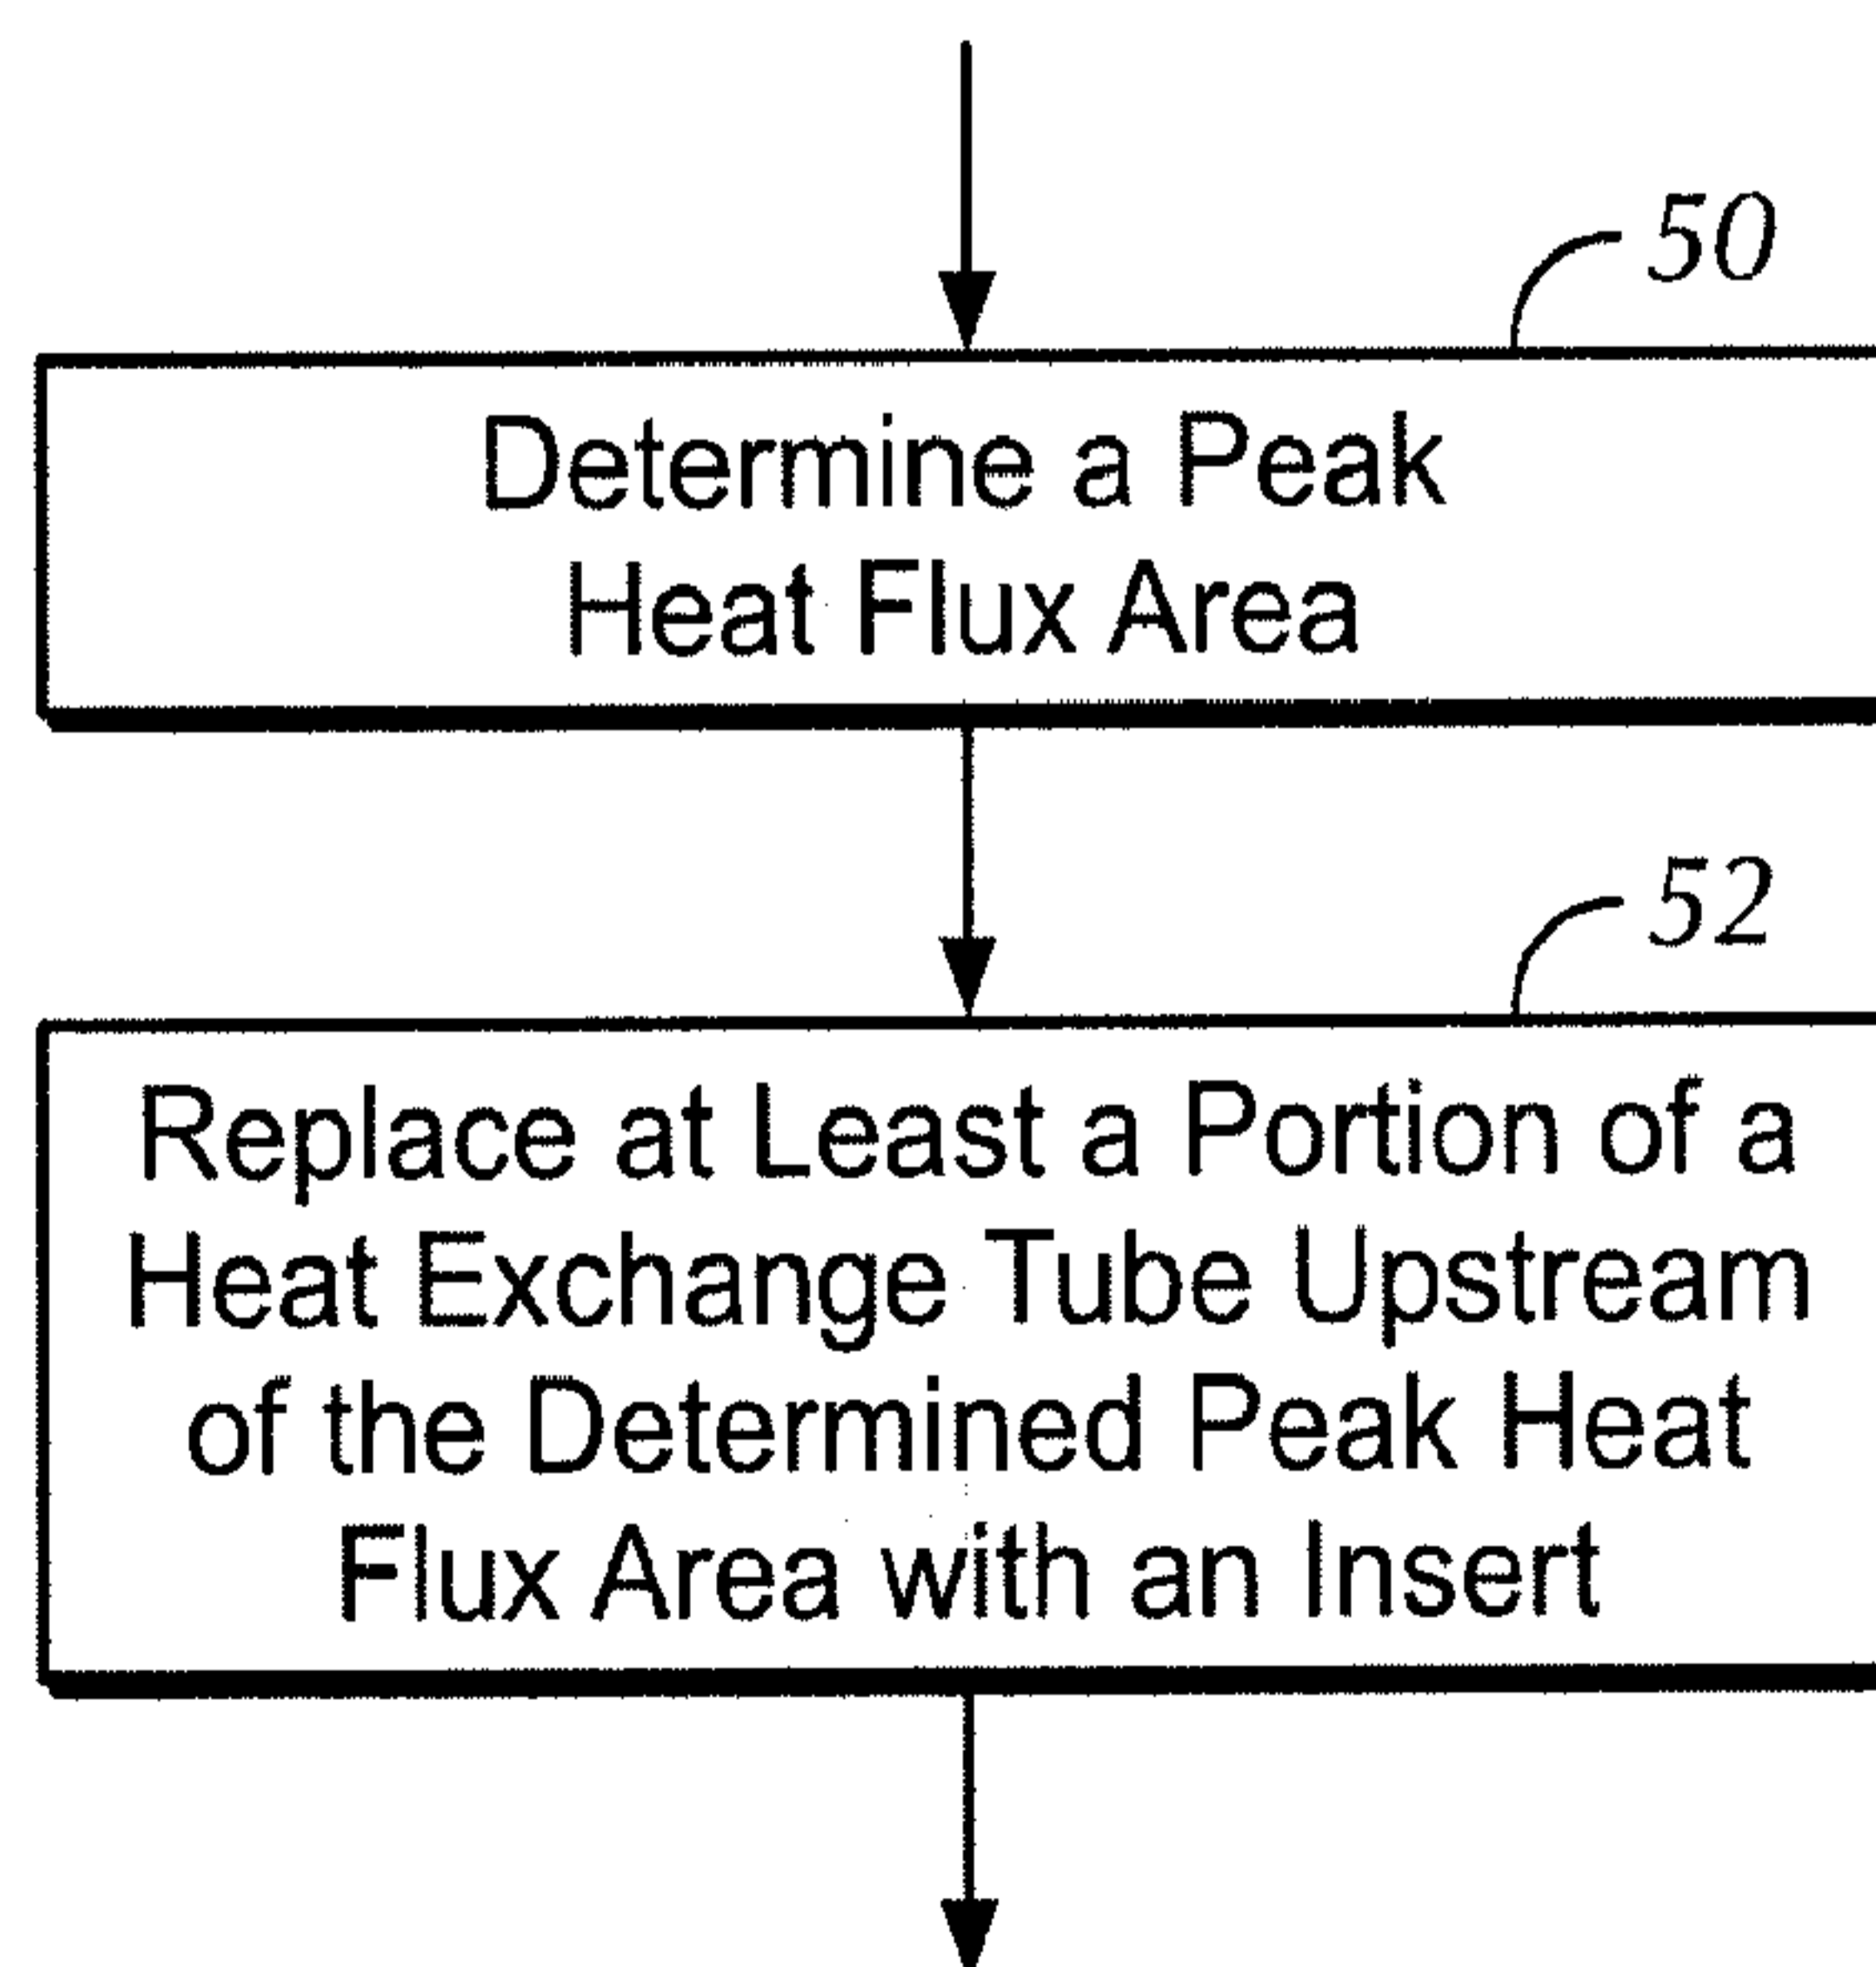 50
Determine a Peak
Heat Flux Area
52
Replace at Least a Portion of a
Heat Exchange Tube Upstream
of the Determined Peak Heat
Flux Area with an Insert